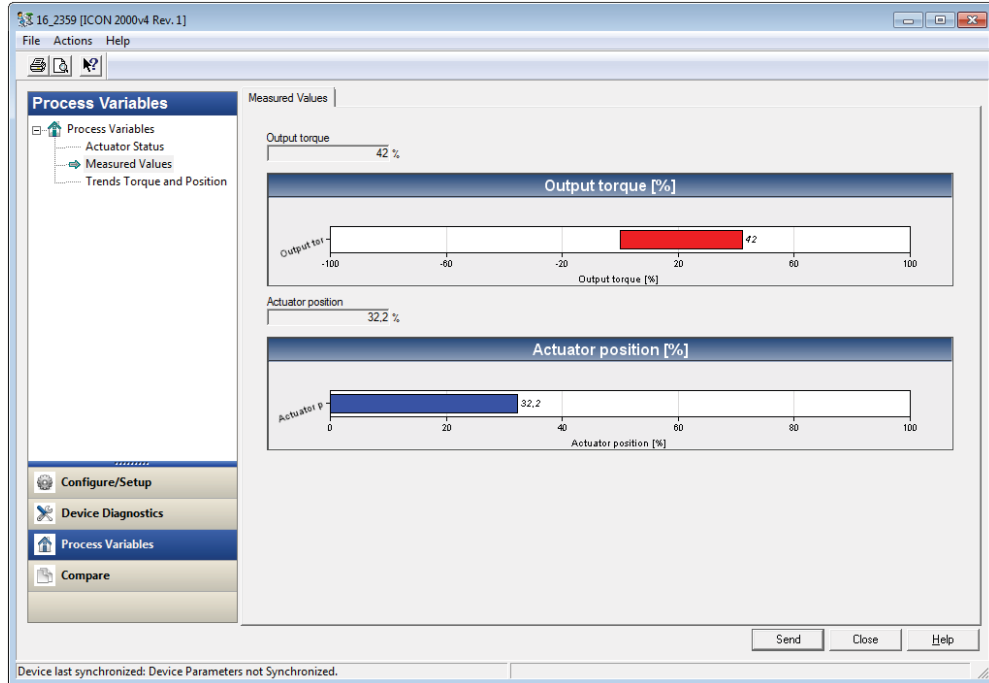 16_2359 [ICON 2000v4 Rev. 1]
File Actions Help
Process Variables
Process Variables
Actuator Status
Measured Values
Trends Torque and Position
Configure/Setup
Device Diagnostics
Process Variables
Compare
Measured Values
Output torque
42 %
Output torque [%]
Output tor
42
-100 -60 -20 20 60 100
Output torque [%]
Actuator position
32,2 %
Actuator position [%]
Actuator p
32,2
0 20 40 60 80 100
Actuator position [%]
Send Close Help
Device last synchronized: Device Parameters not Synchronized.